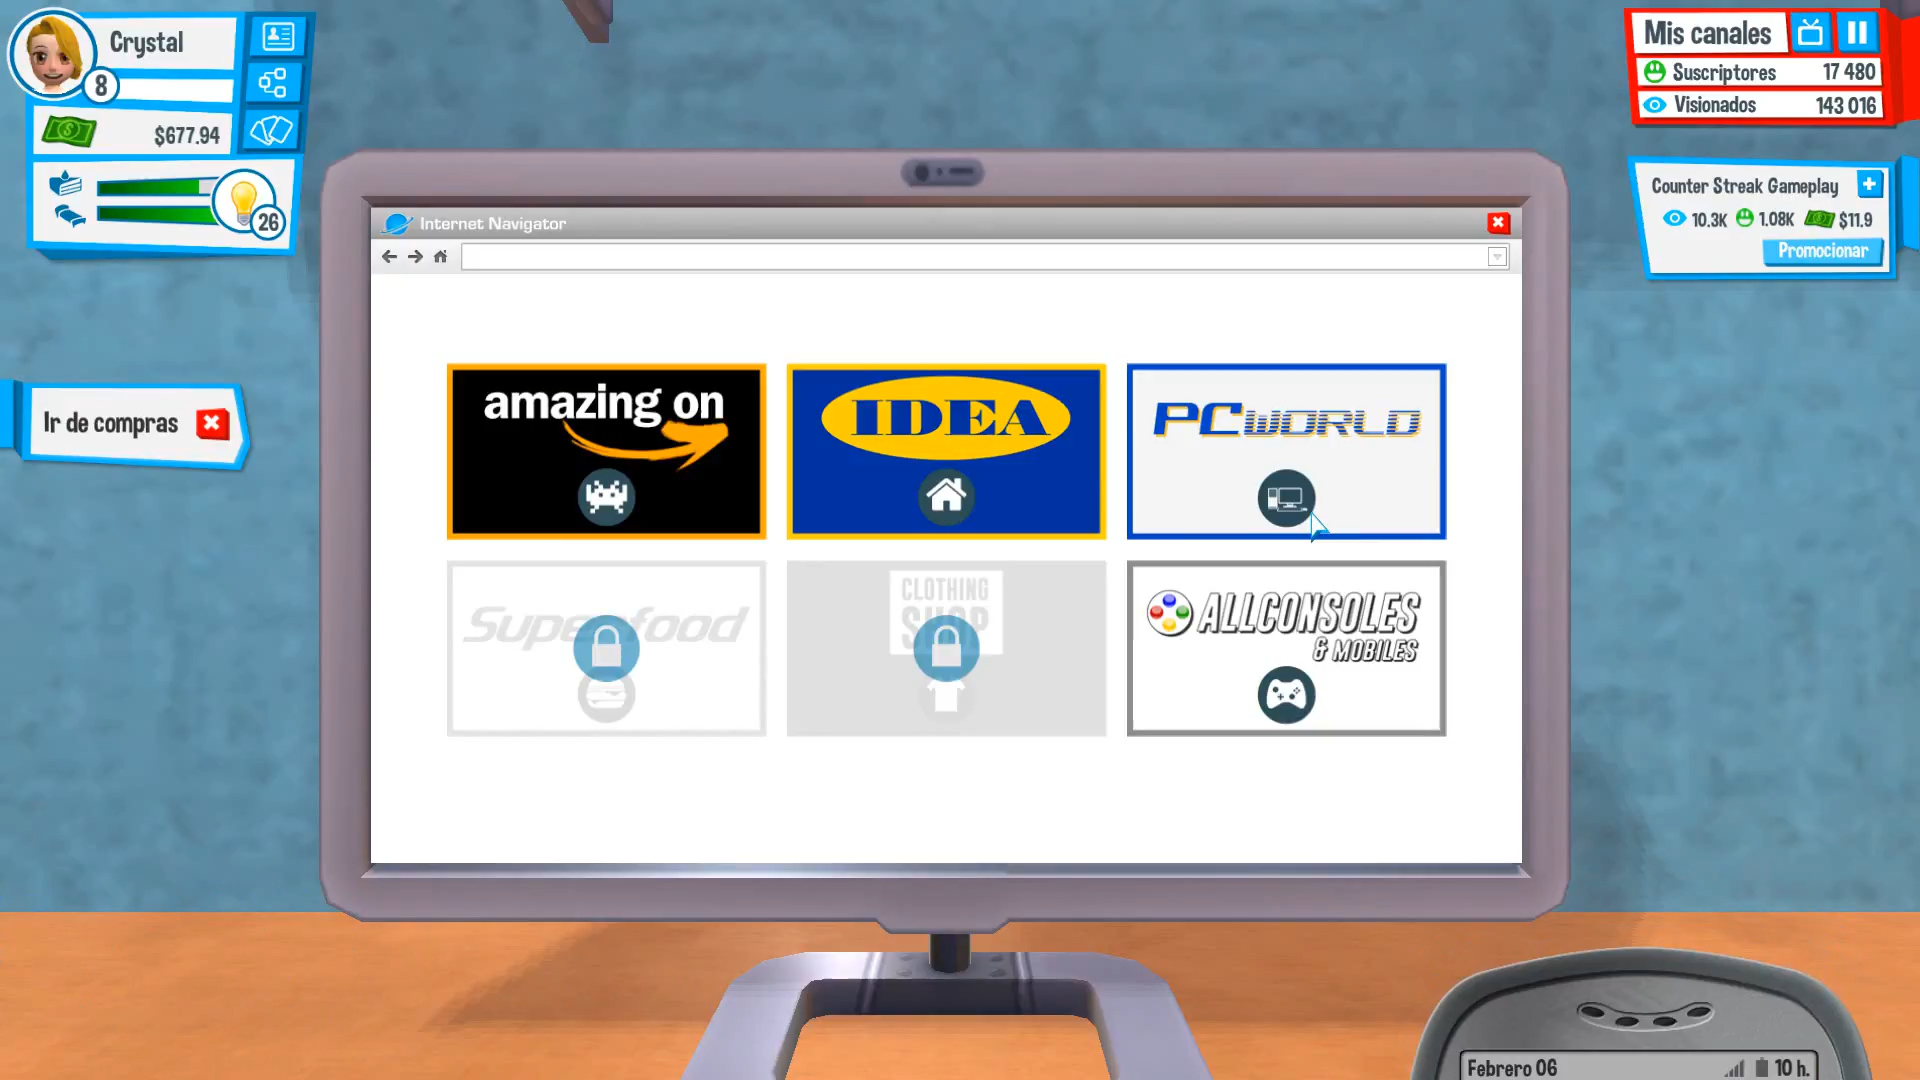 Crystal
8
$677.94
26
Ir de compras
Internet Navigator
amazing on
IDEA
PCWORLD
Superfood
CLOTHING
SHOP
ALLCONSOLES
& MOBILES
Mis canales
Suscriptores 17 480
Visionados 143 016
Counter Streak Gameplay
10.3K 1.08K $11.9
Promocionar
Febrero 06 10 h.